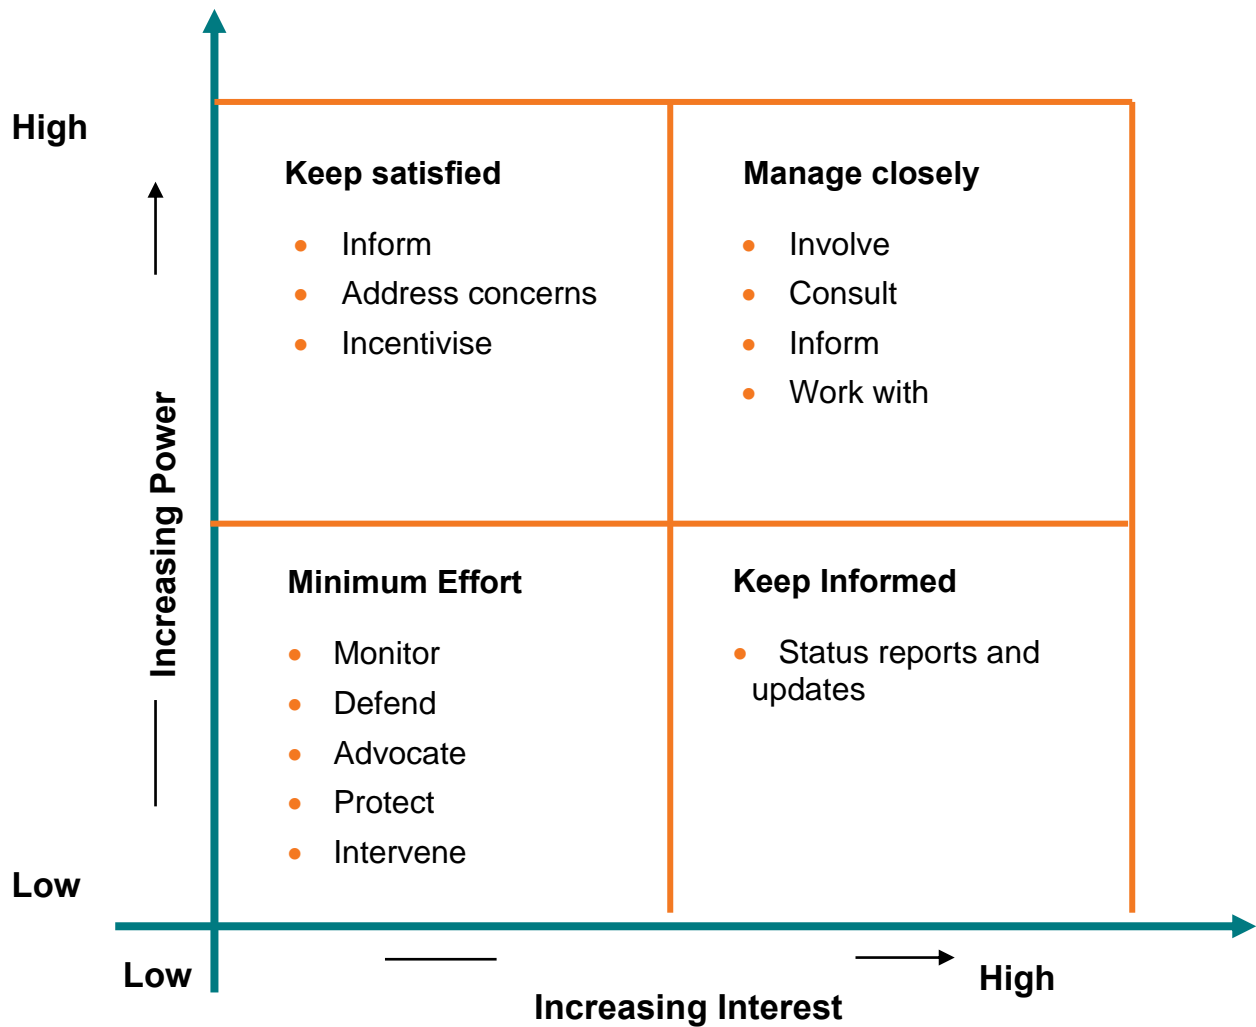 High
Keep satisfied
Inform
Address concerns
Incentivise
Manage closely
Involve
Consult
Inform
Work with
Increasing Power
Minimum Effort
Monitor
Defend
Advocate
Protect
Intervene
Keep Informed
Status reports and
updates
Low
Low
High
Increasing Interest